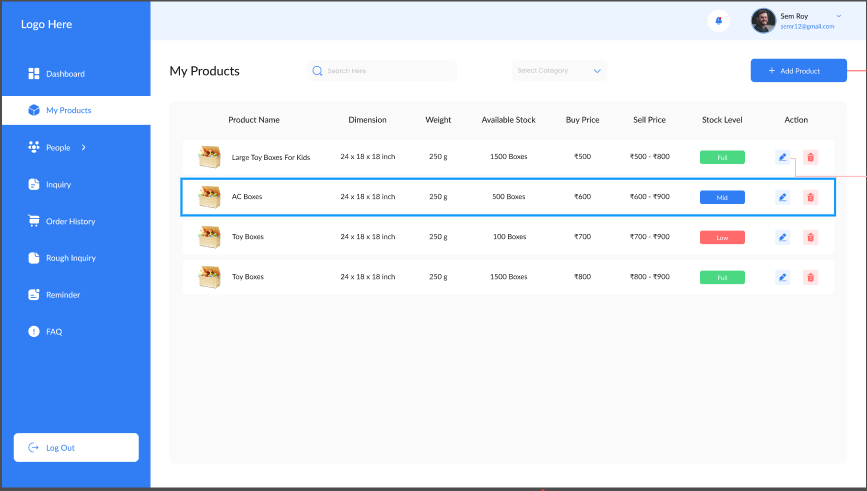 Logo Here
Sem Roy
semr12@gmail.com
Dashboard
My Products
People
Inquiry
Order History
Rough Inquiry
Reminder
FAQ
Log Out
My Products
Search Here
Select Category
+ Add Product
Product Name Dimension Weight Available Stock Buy Price Sell Price Stock Level Action
Large Toy Boxes For Kids 24 x 18 x 18 inch 250 g 1500 Boxes ₹500 ₹500 - ₹800 Full
AC Boxes 24 x 18 x 18 inch 250 g 500 Boxes ₹600 ₹600 - ₹900 Mid
Toy Boxes 24 x 18 x 18 inch 250 g 100 Boxes ₹700 ₹700 - ₹900 Low
Toy Boxes 24 x 18 x 18 inch 250 g 1500 Boxes ₹800 ₹800 - ₹900 Full